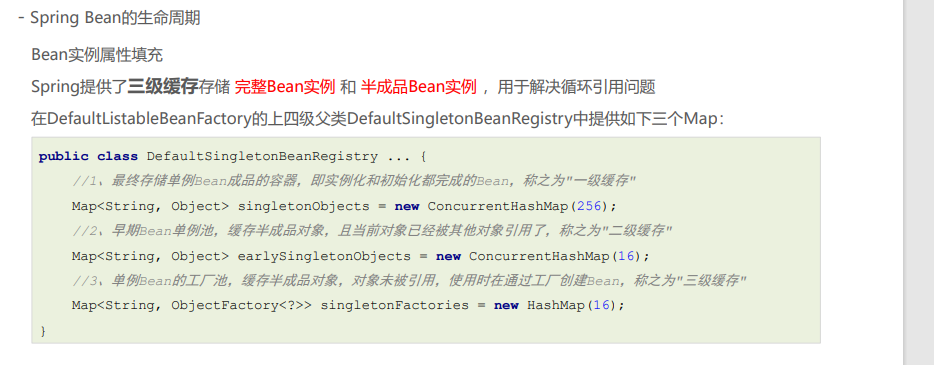 - Spring Bean的生命周期
Bean实例属性填充
Spring提供了三级缓存存储 完整Bean实例 和 半成品Bean实例 ，用于解决循环引用问题
在DefaultListableBeanFactory的上四级父类DefaultSingletonBeanRegistry中提供如下三个Map：
public class DefaultSingletonBeanRegistry ... {
//1、最终存储单例Bean成品的容器，即实例化和初始化都完成的Bean，称之为"一级缓存"
Map<String, Object> singletonObjects = new ConcurrentHashMap(256);
//2、早期Bean单例池，缓存半成品对象，且当前对象已经被其他对象引用了，称之为"二级缓存"
Map<String, Object> earlySingletonObjects = new ConcurrentHashMap(16);
//3、单例Bean的工厂池，缓存半成品对象，对象未被引用，使用时在通过工厂创建Bean，称之为"三级缓存"
Map<String, ObjectFactory<?>> singletonFactories = new HashMap(16);
}